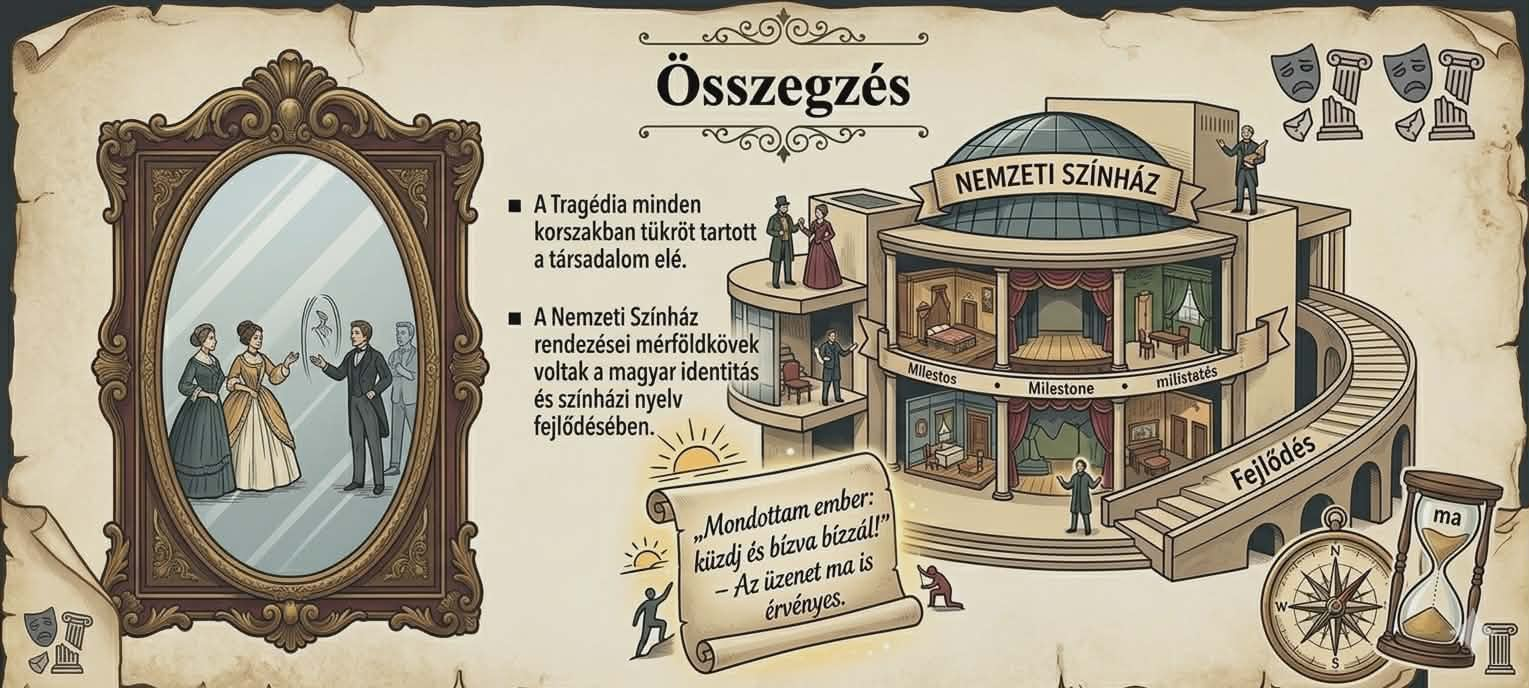 Összegzés
■ A Tragédia minden
korszakban tükröt tartott
a társadalom elé.
■ A Nemzeti Színház
rendezései mérföldkövek
voltak a magyar identitás
és színházi nyelv
fejlődésében.
NEMZETI SZÍNHÁZ
Milestos • Milestone • milistatés
Fejlődés
„Mondottam ember:
küzdj és bízva bízzál!”
– Az üzenet ma is
érvényes.
ma
N
W
S